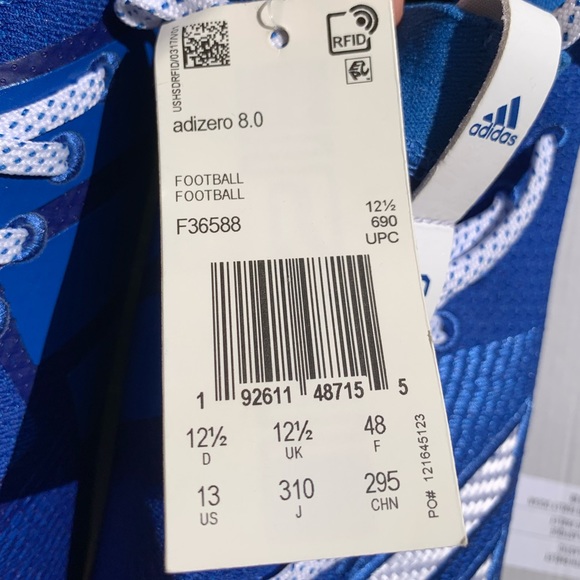 USHSDRFID/0317N01
RFID
adizero 8.0
adidas
FOOTBALL
FOOTBALL
F36588
12½
690
UPC
1 92611 48715 5
12½ 12½ 48
D UK F
13 310 295
US J CHN
PO# 121645123